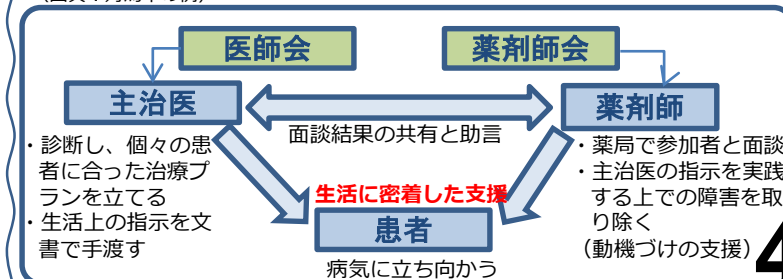 医師会
薬剤師会
主治医
薬剤師
面談結果の共有と助言
・診断し、個々の患
者に合った治療プ
ランを立てる
・生活上の指示を文
書で手渡す
・薬局で参加者と面談
・主治医の指示を実践
する上での障害を取
り除く
（動機づけの支援）
生活に密着した支援
患者
病気に立ち向かう
4